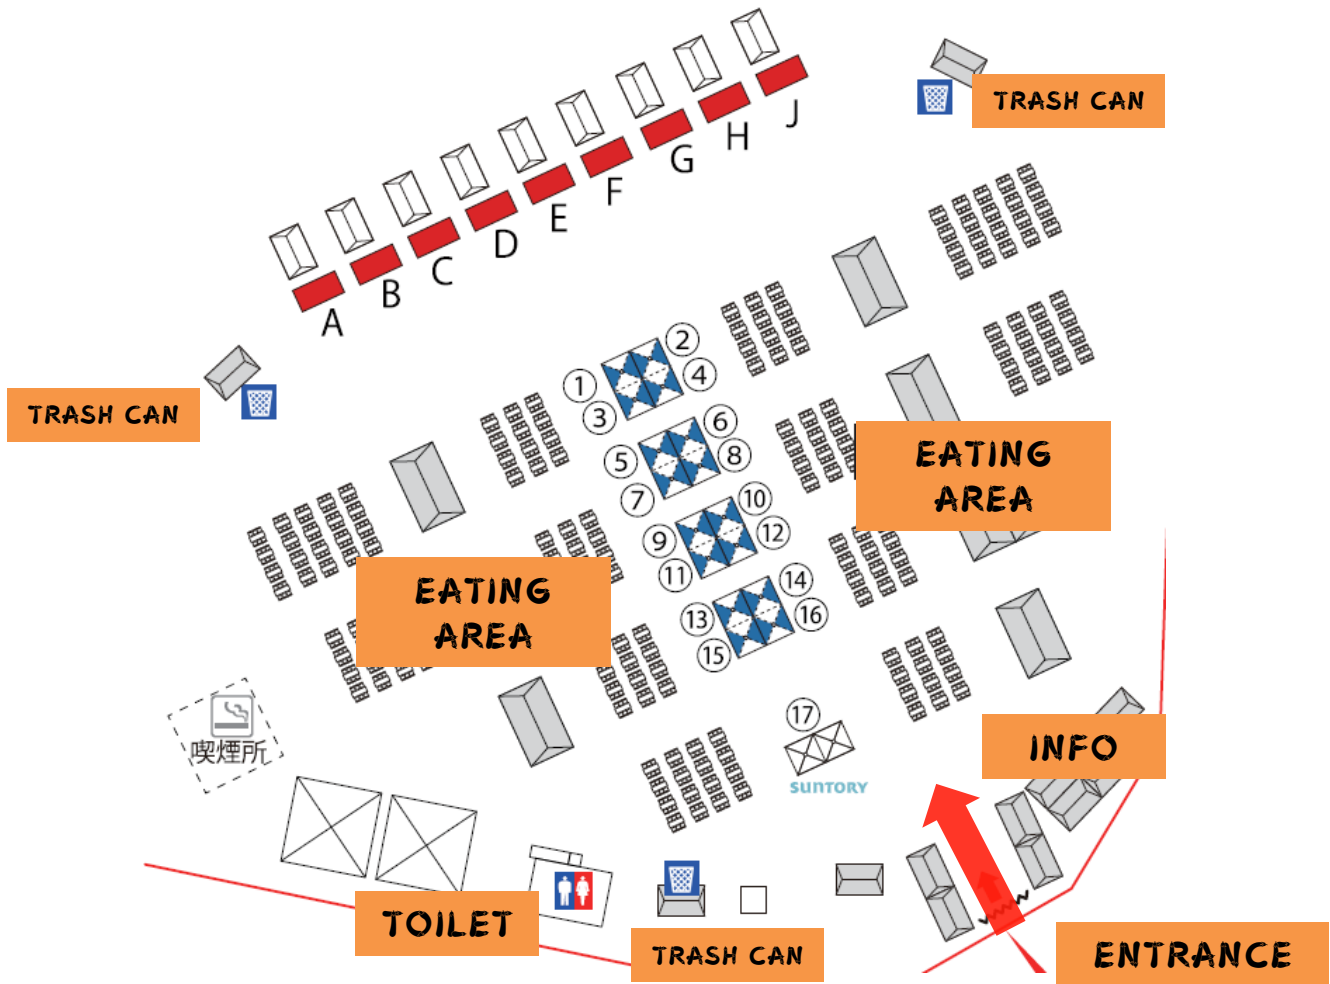 TRASH CAN
J
H
G
F
E
D
C
B
A
TRASH CAN
2
1
4
3
6
5
8
7
EATING
AREA
10
9
12
11
EATING
AREA
14
13
16
15
17
喫煙所
INFO
SUNTORY
TOILET
TRASH CAN
ENTRANCE